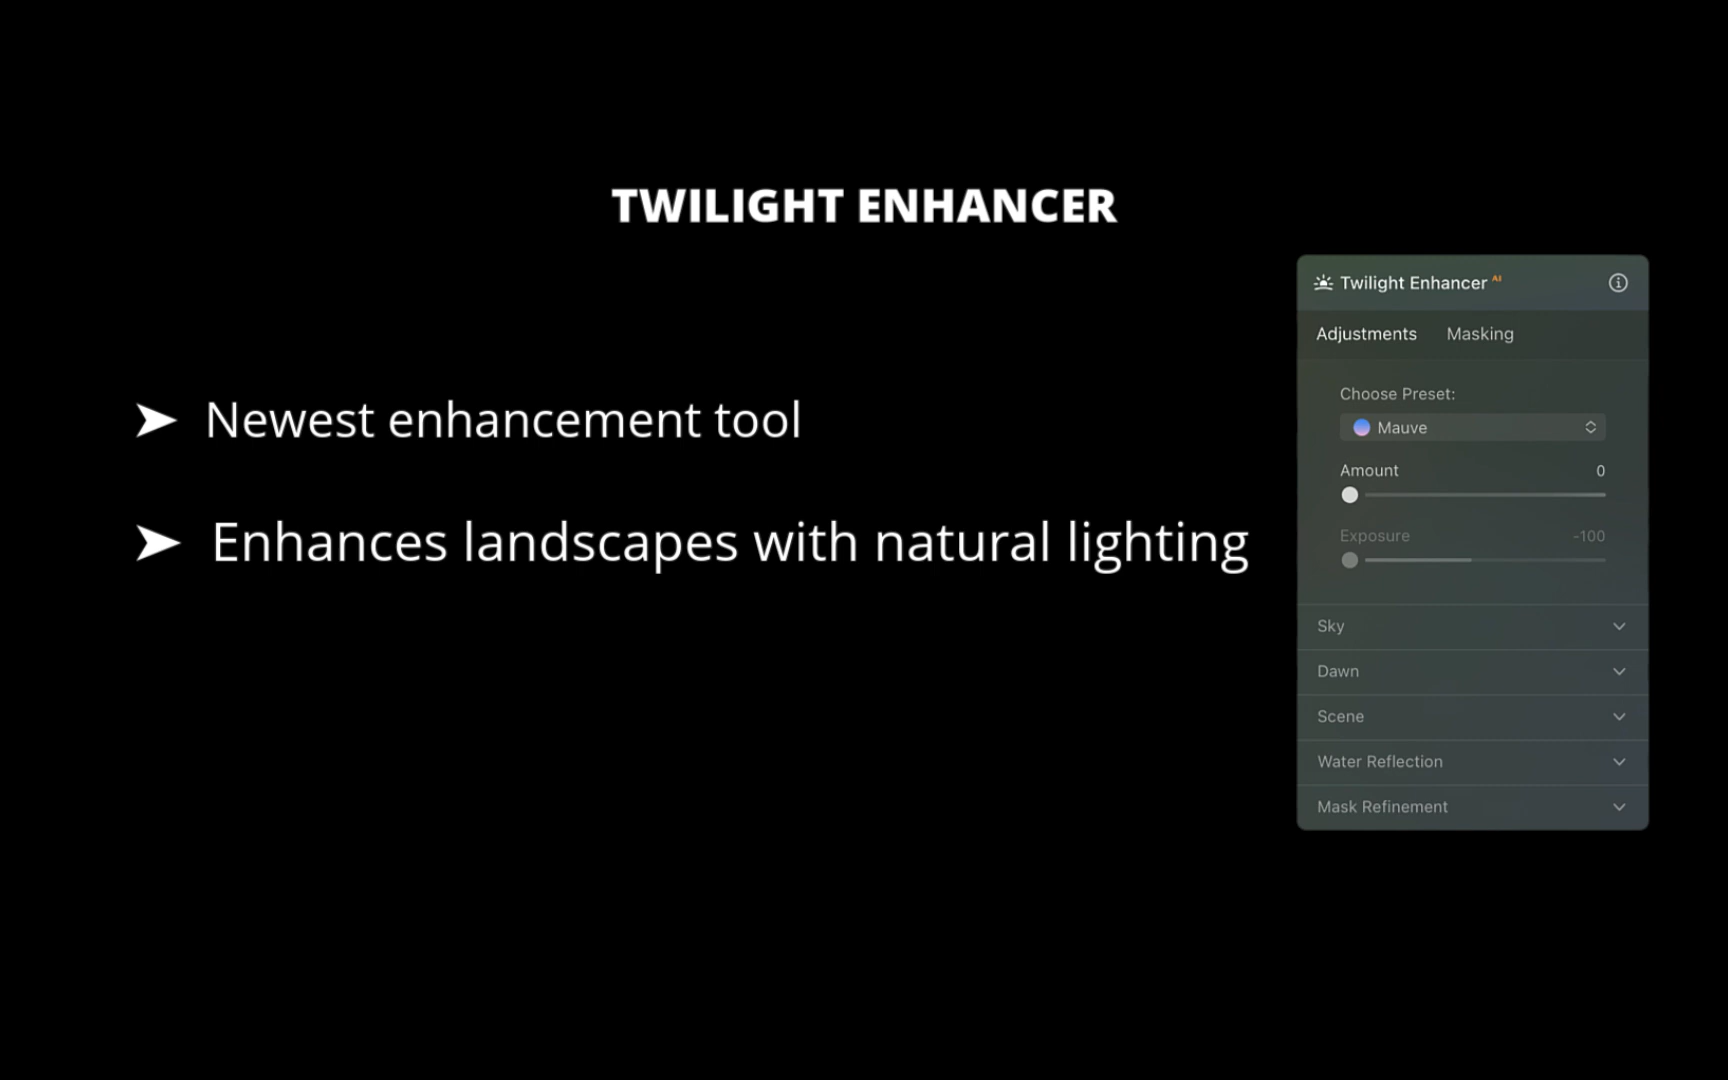 TWILIGHT ENHANCER
➤ Newest enhancement tool
➤ Enhances landscapes with natural lighting
Twilight Enhancer AI
Adjustments Masking
Choose Preset:
Mauve
Amount 0
Exposure -100
Sky
Dawn
Scene
Water Reflection
Mask Refinement